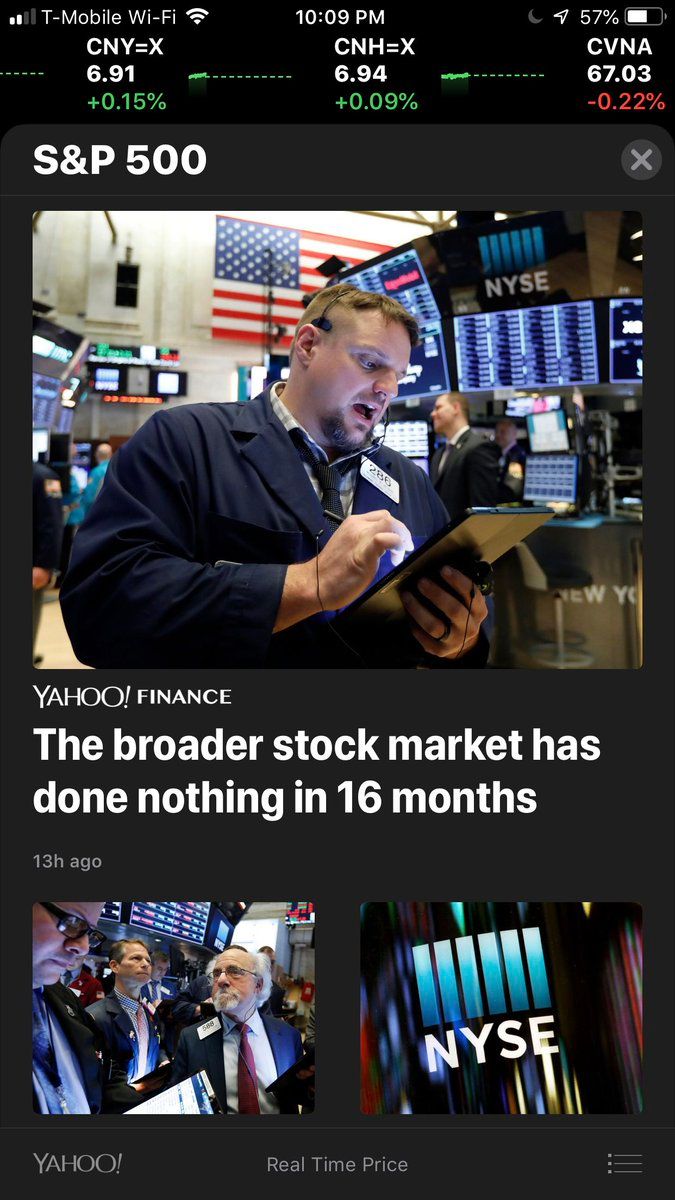 T-Mobile Wi-Fi 10:09 PM 57%
CNY=X CNH=X CVNA
6.91 6.94 67.03
+0.15% +0.09% -0.22%
S&P 500
NYSE
286
NEW YO
YAHOO! FINANCE
The broader stock market has
done nothing in 16 months
13h ago
NYSE
588
NYSE
YAHOO! Real Time Price